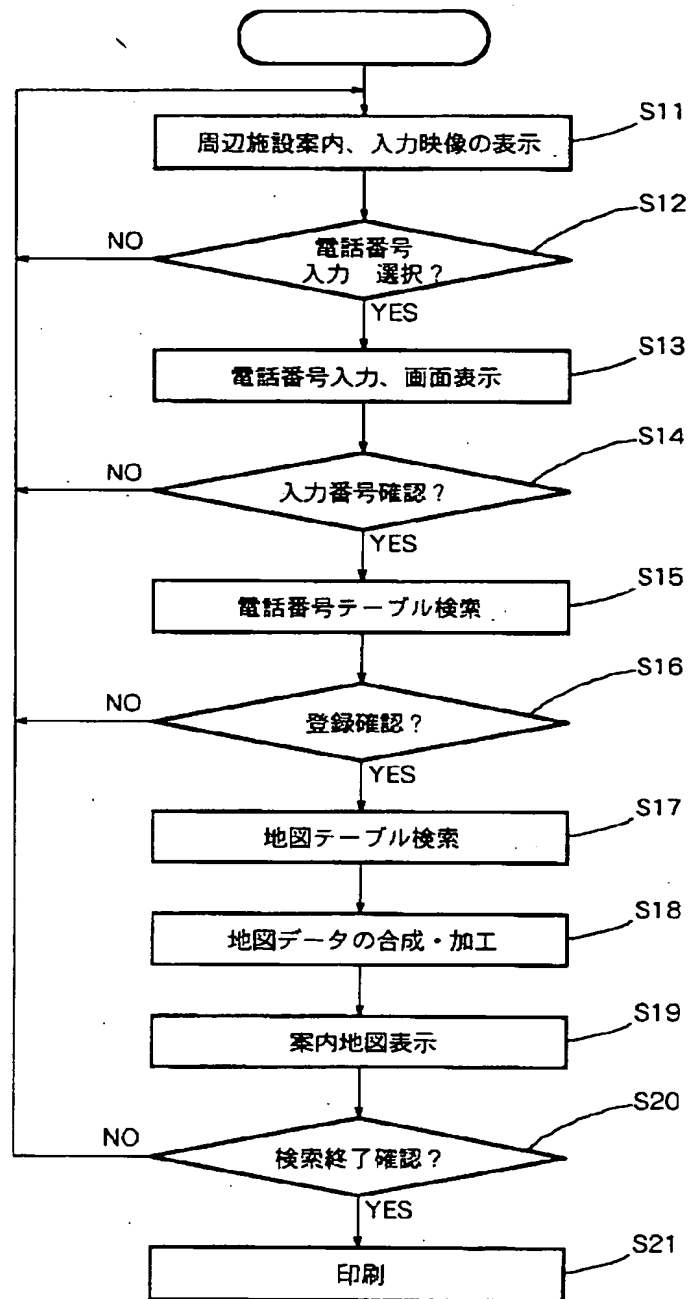 S11
周辺施設案内、入力映像の表示
S12
NO
電話番号
入力　選択？
YES
S13
電話番号入力、画面表示
S14
NO
入力番号確認？
YES
S15
電話番号テーブル検索
S16
NO
登録確認？
YES
S17
地図テーブル検索
S18
地図データの合成・加工
S19
案内地図表示
S20
NO
検索終了確認？
YES
S21
印刷